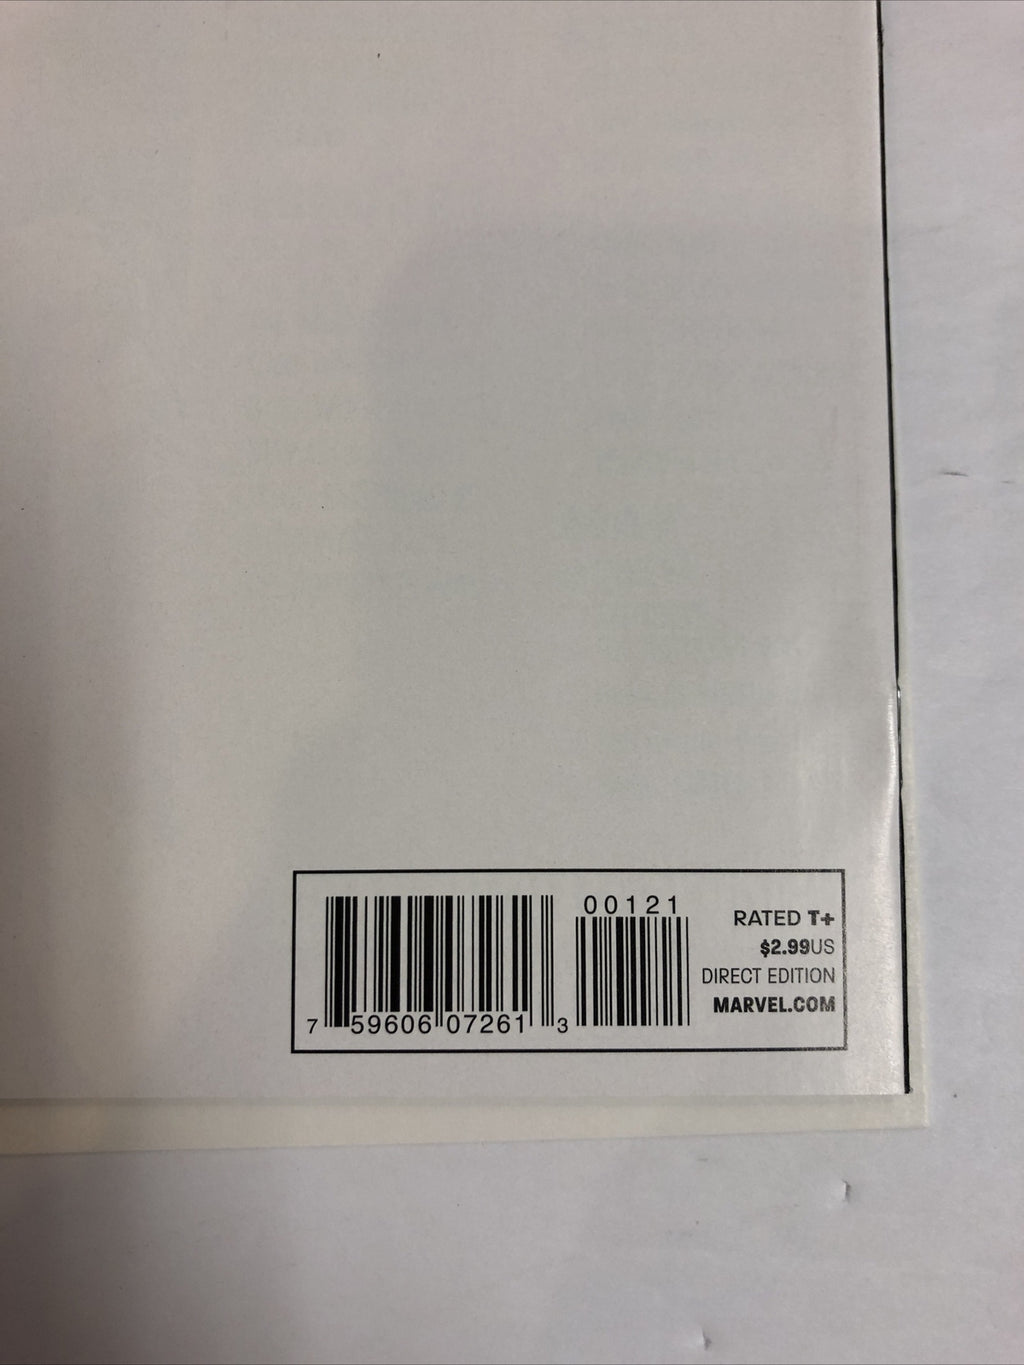 00121
7 59606 07261 3
RATED T+
$2.99US
DIRECT EDITION
MARVEL.COM